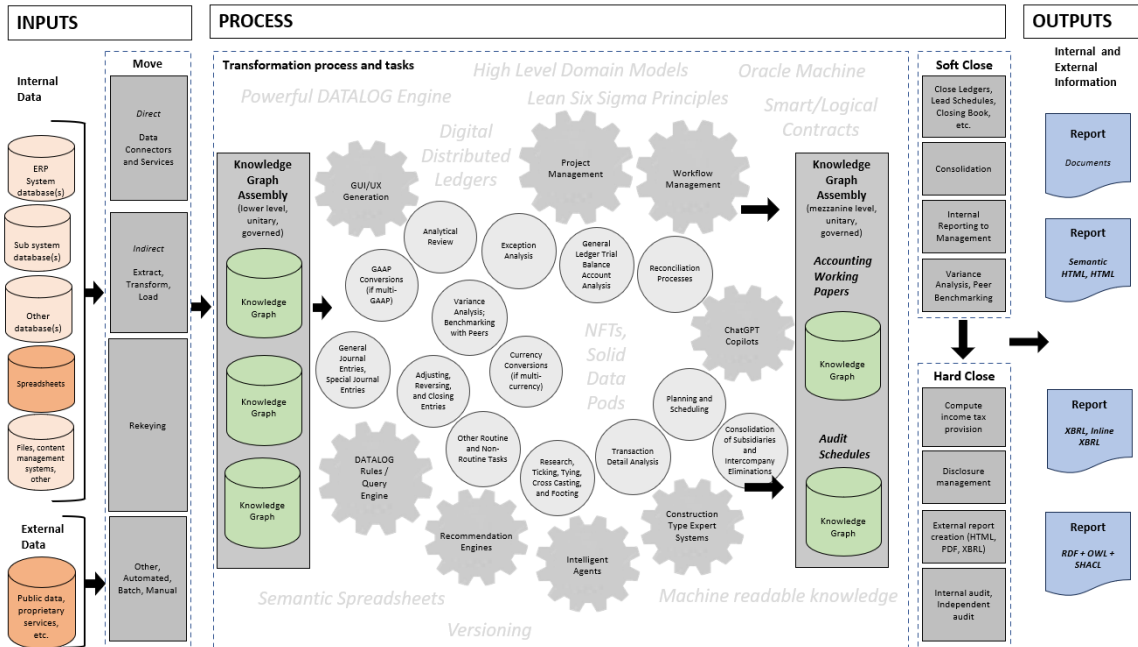 INPUTS
PROCESS
OUTPUTS
Internal
Data
ERP
System
database(s)
Sub system
database(s)
Other
database(s)
Spreadsheets
Files, content
management
systems,
other
External
Data
Public data,
proprietary
services,
etc.
Move
Direct
Data
Connectors
and Services
Indirect
Extract,
Transform,
Load
Rekeying
Other,
Automated,
Batch, Manual
Transformation process and tasks
High Level Domain Models
Oracle Machine
Powerful DATALOG Engine
Lean Six Sigma Principles
Smart/Logical
Contracts
Digital
Distributed
Ledgers
Knowledge
Graph
Assembly
(lower level,
unitary,
governed)
Knowledge
Graph
Knowledge
Graph
Knowledge
Graph
GUI/UX
Generation
Project
Management
Workflow
Management
Analytical
Review
Exception
Analysis
General
Ledger Trial
Balance
Account
Analysis
Reconciliation
Processes
GAAP
Conversions
(if multi-
GAAP)
Variance
Analysis;
Benchmarking
with Peers
NFTs,
Solid
Data
Pods
ChatGPT
Copilots
General
Journal
Entries,
Special Journal
Entries
Adjusting,
Reversing,
and Closing
Entries
Currency
Conversions
(if multi-
currency)
Planning and
Scheduling
Other Routine
and Non-
Routine Tasks
Research,
Ticking, Tying,
Cross Casting,
and Footing
Transaction
Detail Analysis
Consolidation
of Subsidiaries
and
Intercompany
Eliminations
DATALOG
Rules /
Query
Engine
Recommendation
Engines
Intelligent
Agents
Construction
Type Expert
Systems
Semantic Spreadsheets
Versioning
Machine readable knowledge
Knowledge
Graph
Assembly
(mezzanine level,
unitary,
governed)
Accounting
Working
Papers
Knowledge
Graph
Audit
Schedules
Knowledge
Graph
Soft Close
Close Ledgers,
Lead Schedules,
Closing Book,
etc.
Consolidation
Internal
Reporting to
Management
Variance
Analysis, Peer
Benchmarking
Hard Close
Compute
income tax
provision
Disclosure
management
External report
creation (HTML,
PDF, XBRL)
Internal audit,
Independent
audit
Internal and
External
Information
Report
Documents
Report
Semantic
HTML, HTML
Report
XBRL, Inline
XBRL
Report
RDF + OWL +
SHACL